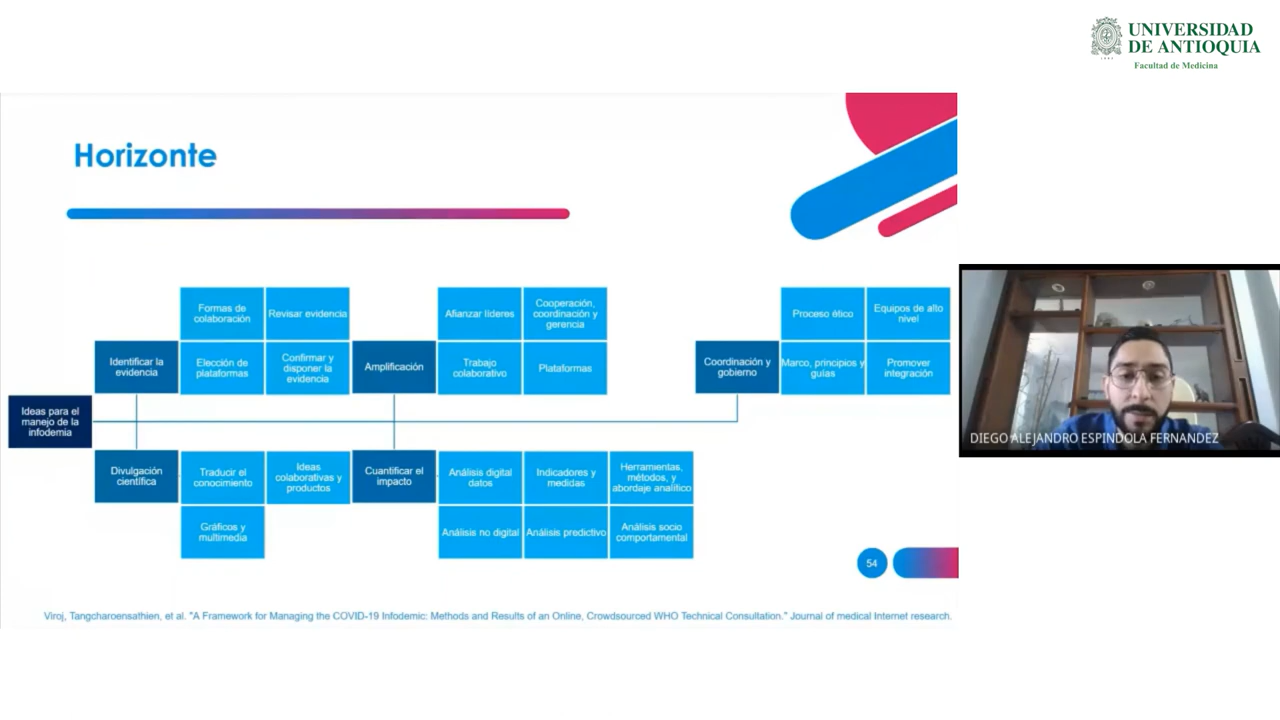 UNIVERSIDAD
DE ANTIOQUIA
Facultad de Medicina
Horizonte
Ideas para el
manejo de la
infodemia
Identificar la
evidencia
Formas de
colaboración
Revisar evidencia
Elección de
plataformas
Confirmar y
disponer la
evidencia
Amplificación
Afianzar líderes
Cooperación,
coordinación y
gerencia
Trabajo
colaborativo
Plataformas
Coordinación y
gobierno
Proceso ético
Equipos de alto
nivel
Marco, principios y
guías
Promover
integración
Divulgación
científica
Traducir el
conocimiento
Ideas
colaborativas y
productos
Gráficos y
multimedia
Cuantificar el
impacto
Análisis digital
datos
Indicadores y
medidas
Herramientas,
métodos, y
abordaje analítico
Análisis no digital
Análisis predictivo
Análisis socio
comportamental
54
Viroj, Tangcharoensathien, et al. "A Framework for Managing the COVID-19 Infodemic: Methods and Results of an Online, Crowdsourced WHO Technical Consultation." Journal of medical Internet research.
DIEGO ALEJANDRO ESPINDOLA FERNANDEZ